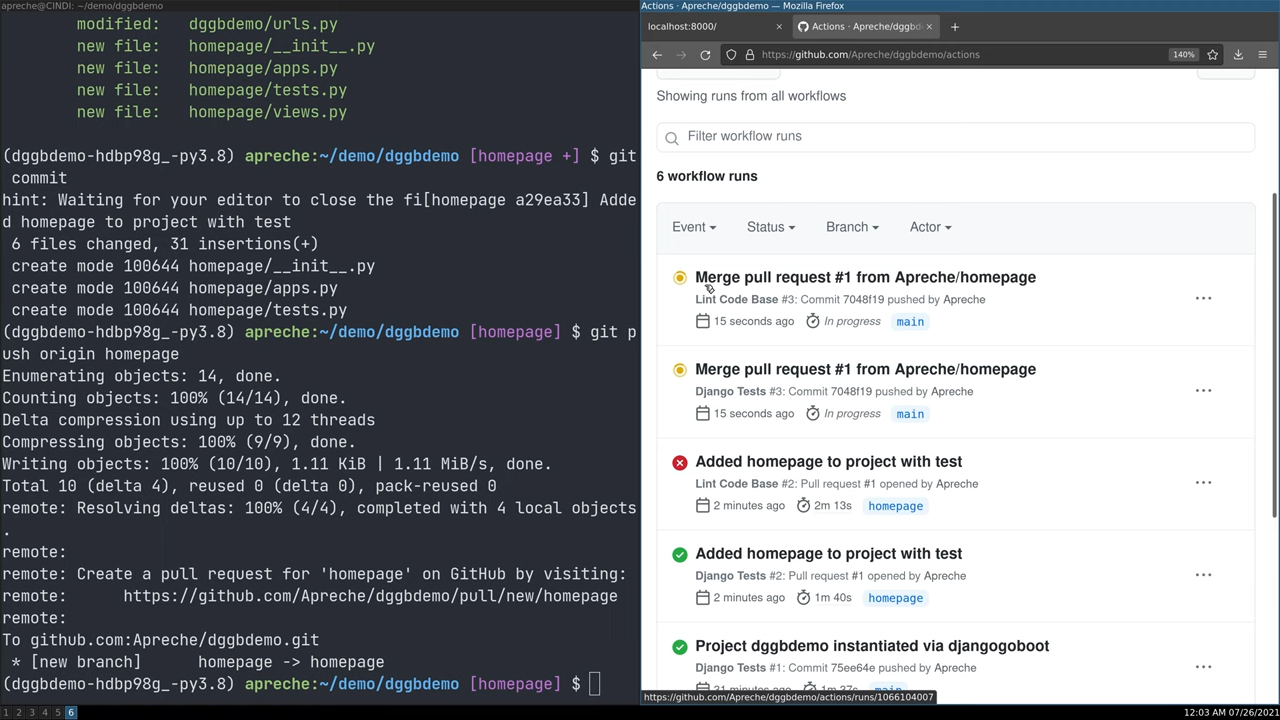 apreche@CINDI: ~/demo/dggbdemo
modified:   dggbdemo/urls.py
new file:   homepage/__init__.py
new file:   homepage/apps.py
new file:   homepage/tests.py
new file:   homepage/views.py
(dggbdemo-hdbp98g_-py3.8) apreche:~/demo/dggbdemo [homepage +] $ git
commit
hint: Waiting for your editor to close the fi[homepage a29ea33] Adde
d homepage to project with test
6 files changed, 31 insertions(+)
create mode 100644 homepage/__init__.py
create mode 100644 homepage/apps.py
create mode 100644 homepage/tests.py
(dggbdemo-hdbp98g_-py3.8) apreche:~/demo/dggbdemo [homepage] $ git p
ush origin homepage
Enumerating objects: 14, done.
Counting objects: 100% (14/14), done.
Delta compression using up to 12 threads
Compressing objects: 100% (9/9), done.
Writing objects: 100% (10/10), 1.11 KiB | 1.11 MiB/s, done.
Total 10 (delta 4), reused 0 (delta 0), pack-reused 0
remote: Resolving deltas: 100% (4/4), completed with 4 local objects
.
remote:
remote: Create a pull request for 'homepage' on GitHub by visiting:
remote:      https://github.com/Apreche/dggbdemo/pull/new/homepage
remote:
To github.com:Apreche/dggbdemo.git
* [new branch]      homepage -> homepage
(dggbdemo-hdbp98g_-py3.8) apreche:~/demo/dggbdemo [homepage] $
Actions · Apreche/dggbdemo — Mozilla Firefox
localhost:8000/
Actions · Apreche/dggbd
https://github.com/Apreche/dggbdemo/actions
140%
Showing runs from all workflows
Filter workflow runs
6 workflow runs
Event Status Branch Actor
Merge pull request #1 from Apreche/homepage
Lint Code Base #3: Commit 7048f19 pushed by Apreche
15 seconds ago In progress main
Merge pull request #1 from Apreche/homepage
Django Tests #3: Commit 7048f19 pushed by Apreche
15 seconds ago In progress main
Added homepage to project with test
Lint Code Base #2: Pull request #1 opened by Apreche
2 minutes ago 2m 13s homepage
Added homepage to project with test
Django Tests #2: Pull request #1 opened by Apreche
2 minutes ago 1m 40s homepage
Project dggbdemo instantiated via djangogoboot
Django Tests #1: Commit 75ee64e pushed by Apreche
31 minutes ago 1m 37s main
https://github.com/Apreche/dggbdemo/actions/runs/1066104007
1 2 3 4 5 6
12:03 AM 07/26/2021